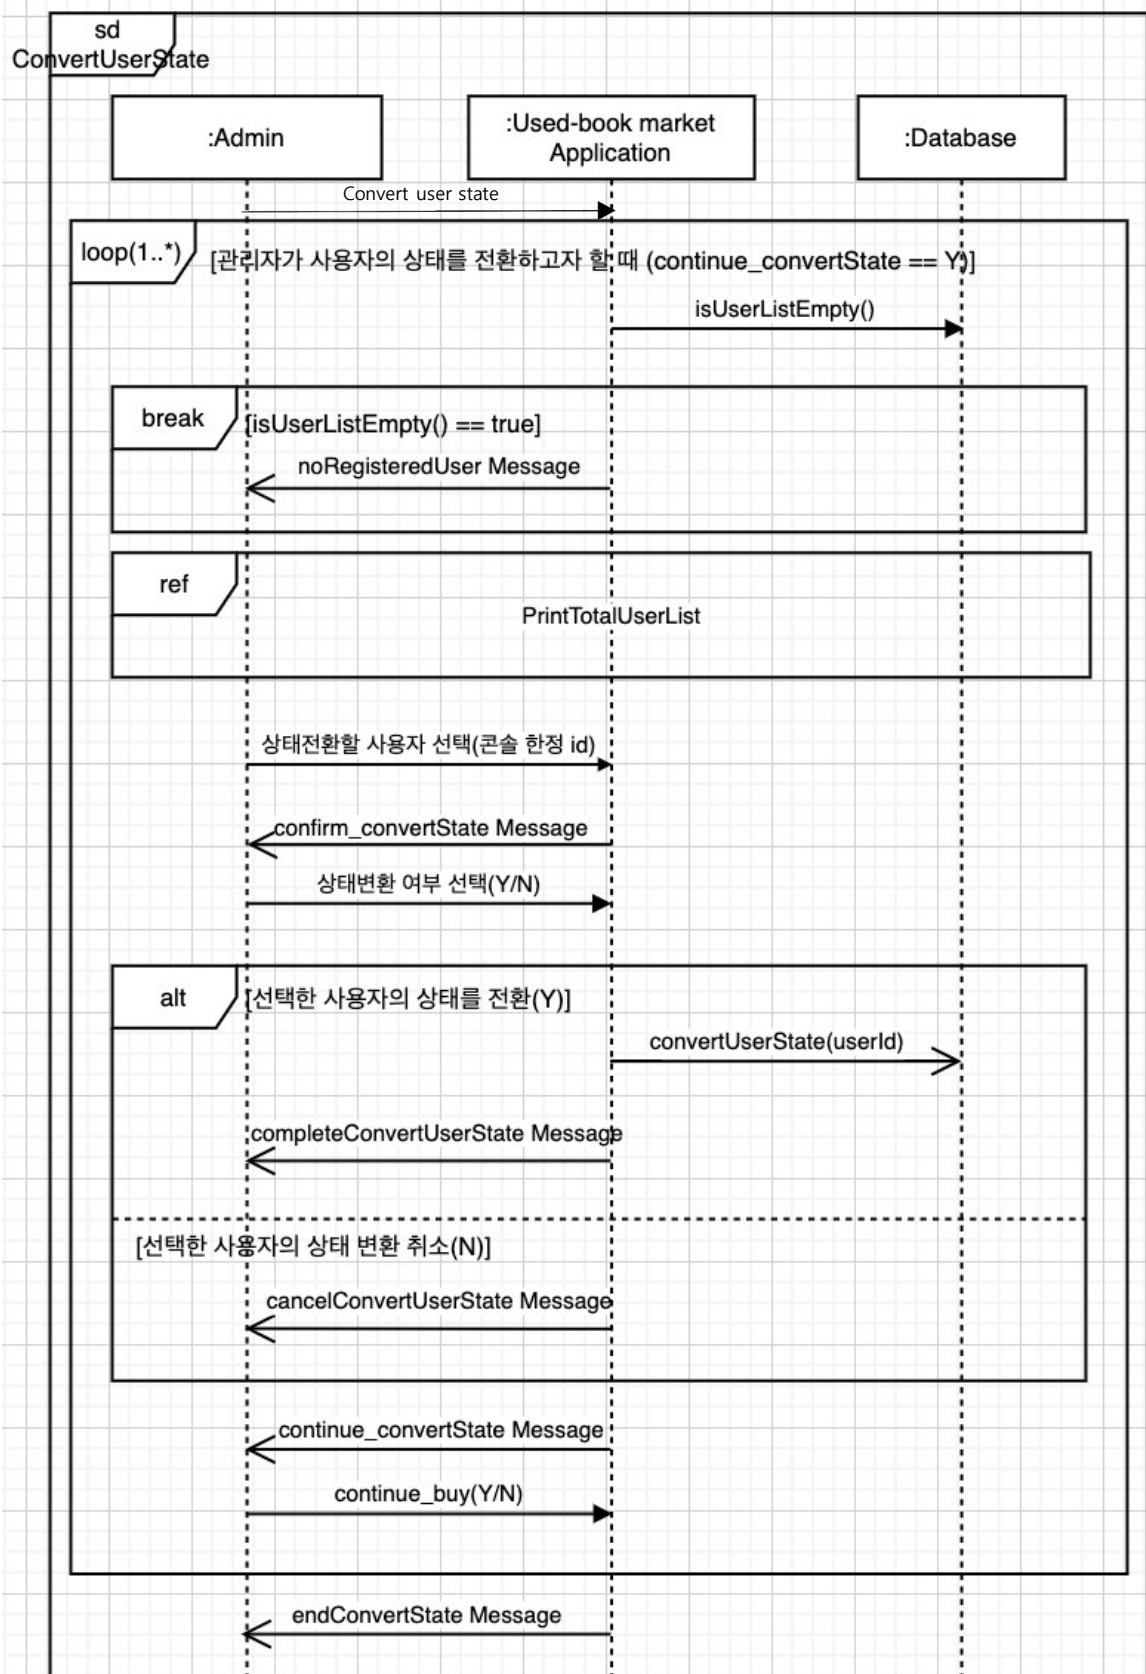 sd
ConvertUserState
:Admin
:Used-book market
Application
:Database
Convert user state
loop(1..*)
[관리자가 사용자의 상태를 전환하고자 할 때 (continue_convertState == Y)]
isUserListEmpty()
break
[isUserListEmpty() == true]
noRegisteredUser Message
ref
PrintTotalUserList
상태전환할 사용자 선택(콘솔 한정 id)
confirm_convertState Message
상태변환 여부 선택(Y/N)
alt
[선택한 사용자의 상태를 전환(Y)]
convertUserState(userId)
completeConvertUserState Message
[선택한 사용자의 상태 변환 취소(N)]
cancelConvertUserState Message
continue_convertState Message
continue_buy(Y/N)
endConvertState Message